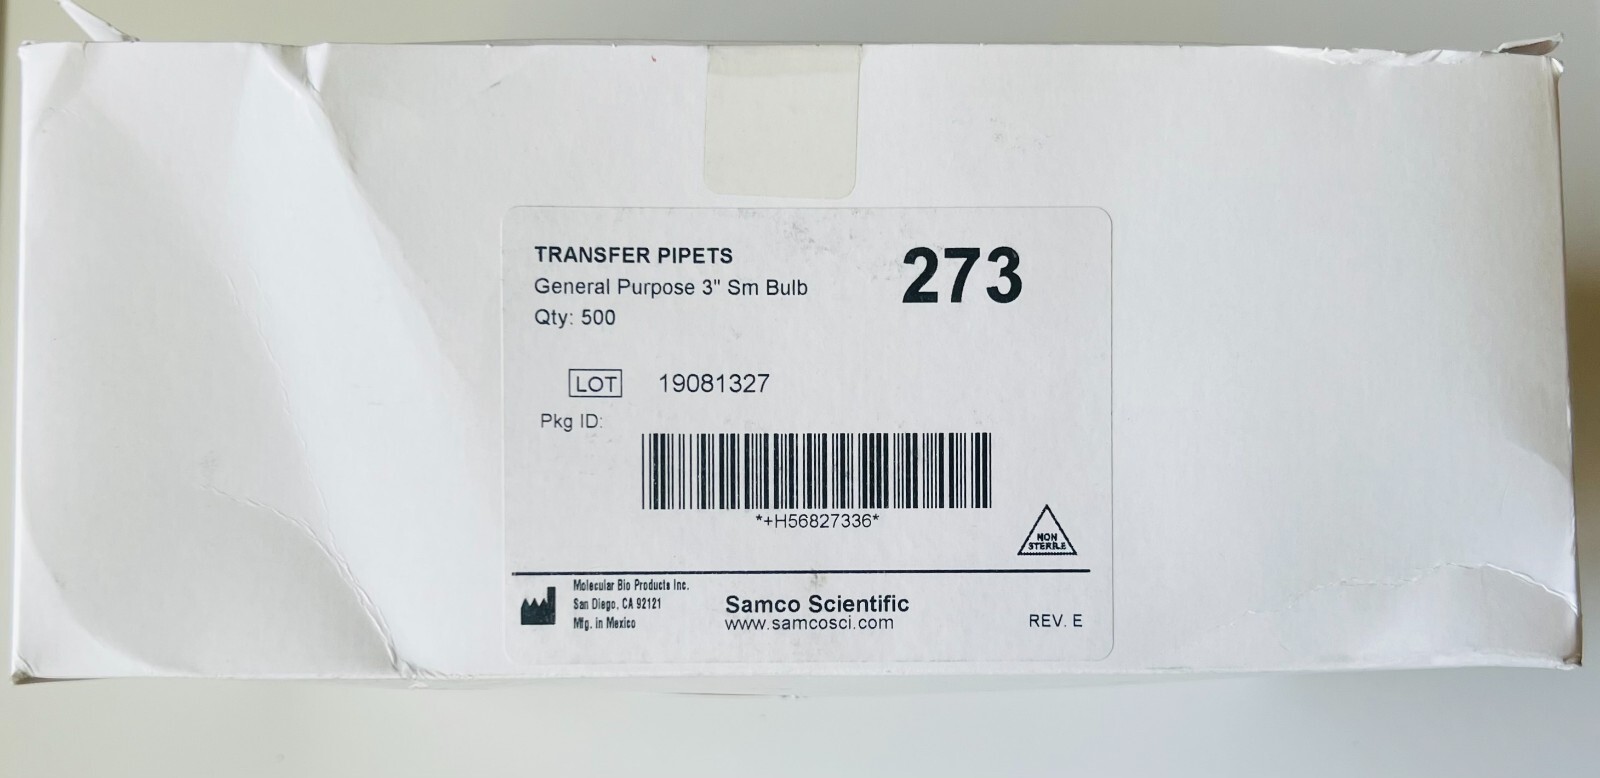 TRANSFER PIPETS
273
General Purpose 3" Sm Bulb
Qty: 500
LOT 19081327
Pkg ID:
*+H56827336*
NON
STERILE
Molecular Bio Products Inc.
San Diego, CA 92121
Mfg. in Mexico
Samco Scientific
www.samcosci.com
REV. E